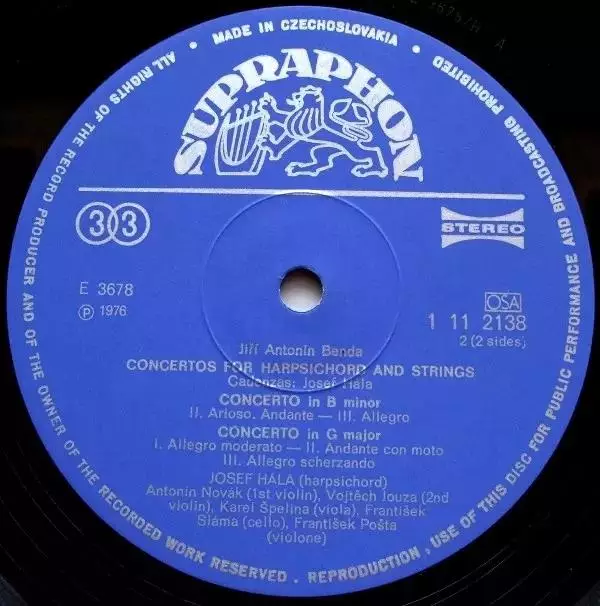 ALL RIGHTS OF THE RECORD PRODUCER AND OF THE OWNER OF THE RECORDED WORK RESERVED . REPRODUCTION, USE OF THIS DISC FOR PUBLIC PERFORMANCE AND BROADCASTING PROHIBITED
• MADE IN CZECHOSLOVAKIA •
SUPRAPHON
33
STEREO
E 3678
℗ 1976
OSA
1 11 2138
2 (2 sides)
Jiří Antonín Benda
CONCERTOS FOR HARPSICHORD AND STRINGS
Cadenzas: Josef Hála
CONCERTO in B minor
II. Arioso. Andante — III. Allegro
CONCERTO in G major
I. Allegro moderato — II. Andante con moto
III. Allegro scherzando
JOSEF HÁLA (harpsichord)
Antonín Novák (1st violin), Vojtěch Jouza (2nd
violin), Karel Špelina (viola), František
Sláma (cello), František Pošta
(violone)